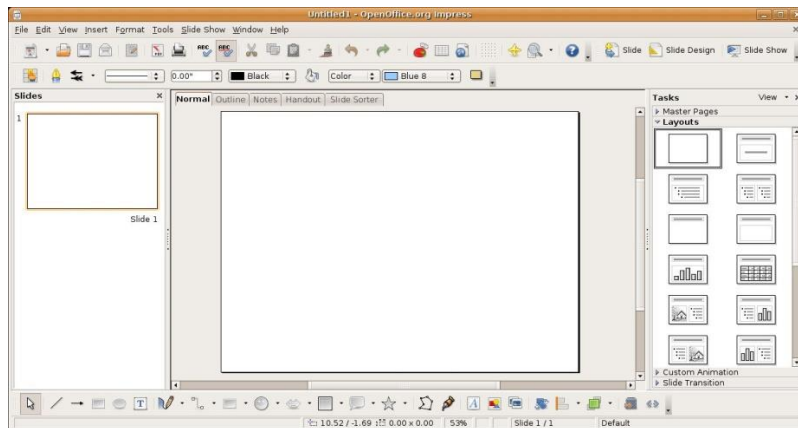 Untitled1 - OpenOffice.org Impress
File Edit View Insert Format Tools Slide Show Window Help
ABC ABC Slide Slide Design Slide Show
0.00" Black Color Blue 8
Slides
Normal Outline Notes Handout Slide Sorter
Tasks View
Master Pages
Layouts
1
Slide 1
Custom Animation
Slide Transition
T A
10.52 / -1.69 0.00 x 0.00 53% Slide 1 / 1 Default